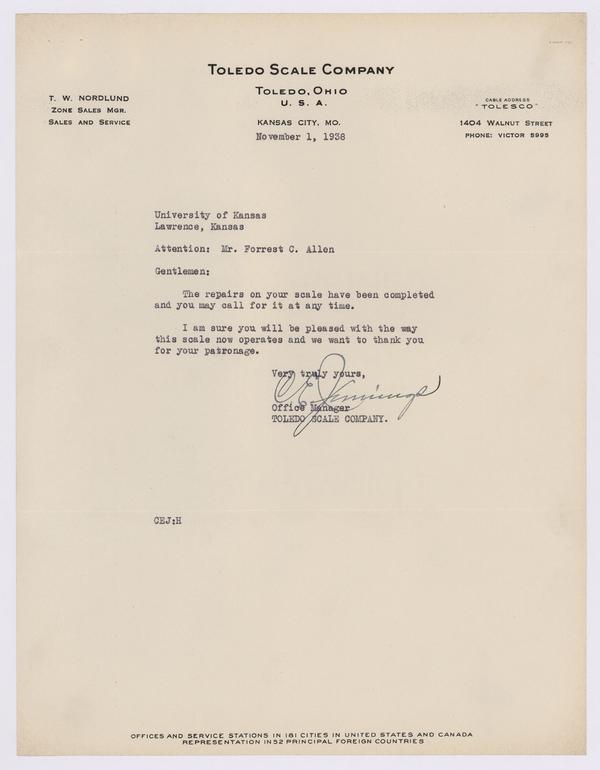 TOLEDO SCALE COMPANY
TOLEDO, OHIO
U. S. A.
T. W. NORDLUND
ZONE SALES MGR.
SALES AND SERVICE
CABLE ADDRESS
"TOLESCO"
KANSAS CITY, MO.
1404 WALNUT STREET
PHONE: VICTOR 5995
November 1, 1938
University of Kansas
Lawrence, Kansas
Attention: Mr. Forrest C. Allen
Gentlemen:
The repairs on your scale have been completed
and you may call for it at any time.
I am sure you will be pleased with the way
this scale now operates and we want to thank you
for your patronage.
Very truly yours,
C E Jennings
Office Manager
TOLEDO SCALE COMPANY.
CEJ:H
OFFICES AND SERVICE STATIONS IN 181 CITIES IN UNITED STATES AND CANADA
REPRESENTATION IN 52 PRINCIPAL FOREIGN COUNTRIES